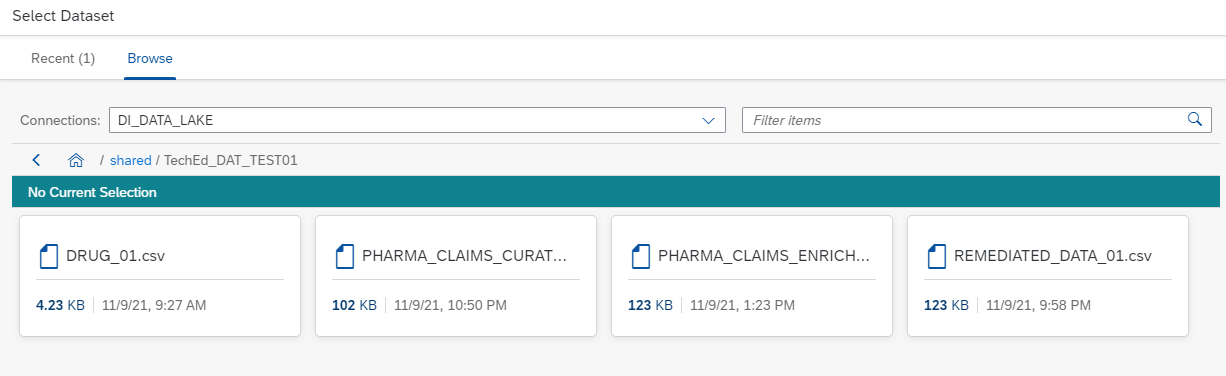 Select Dataset
Recent (1) Browse
Connections: DI_DATA_LAKE Filter items
/ shared / TechEd_DAT_TEST01
No Current Selection
DRUG_01.csv PHARMA_CLAIMS_CURAT... PHARMA_CLAIMS_ENRICH... REMEDIATED_DATA_01.csv
4.23 KB 11/9/21, 9:27 AM 102 KB 11/9/21, 10:50 PM 123 KB 11/9/21, 1:23 PM 123 KB 11/9/21, 9:58 PM